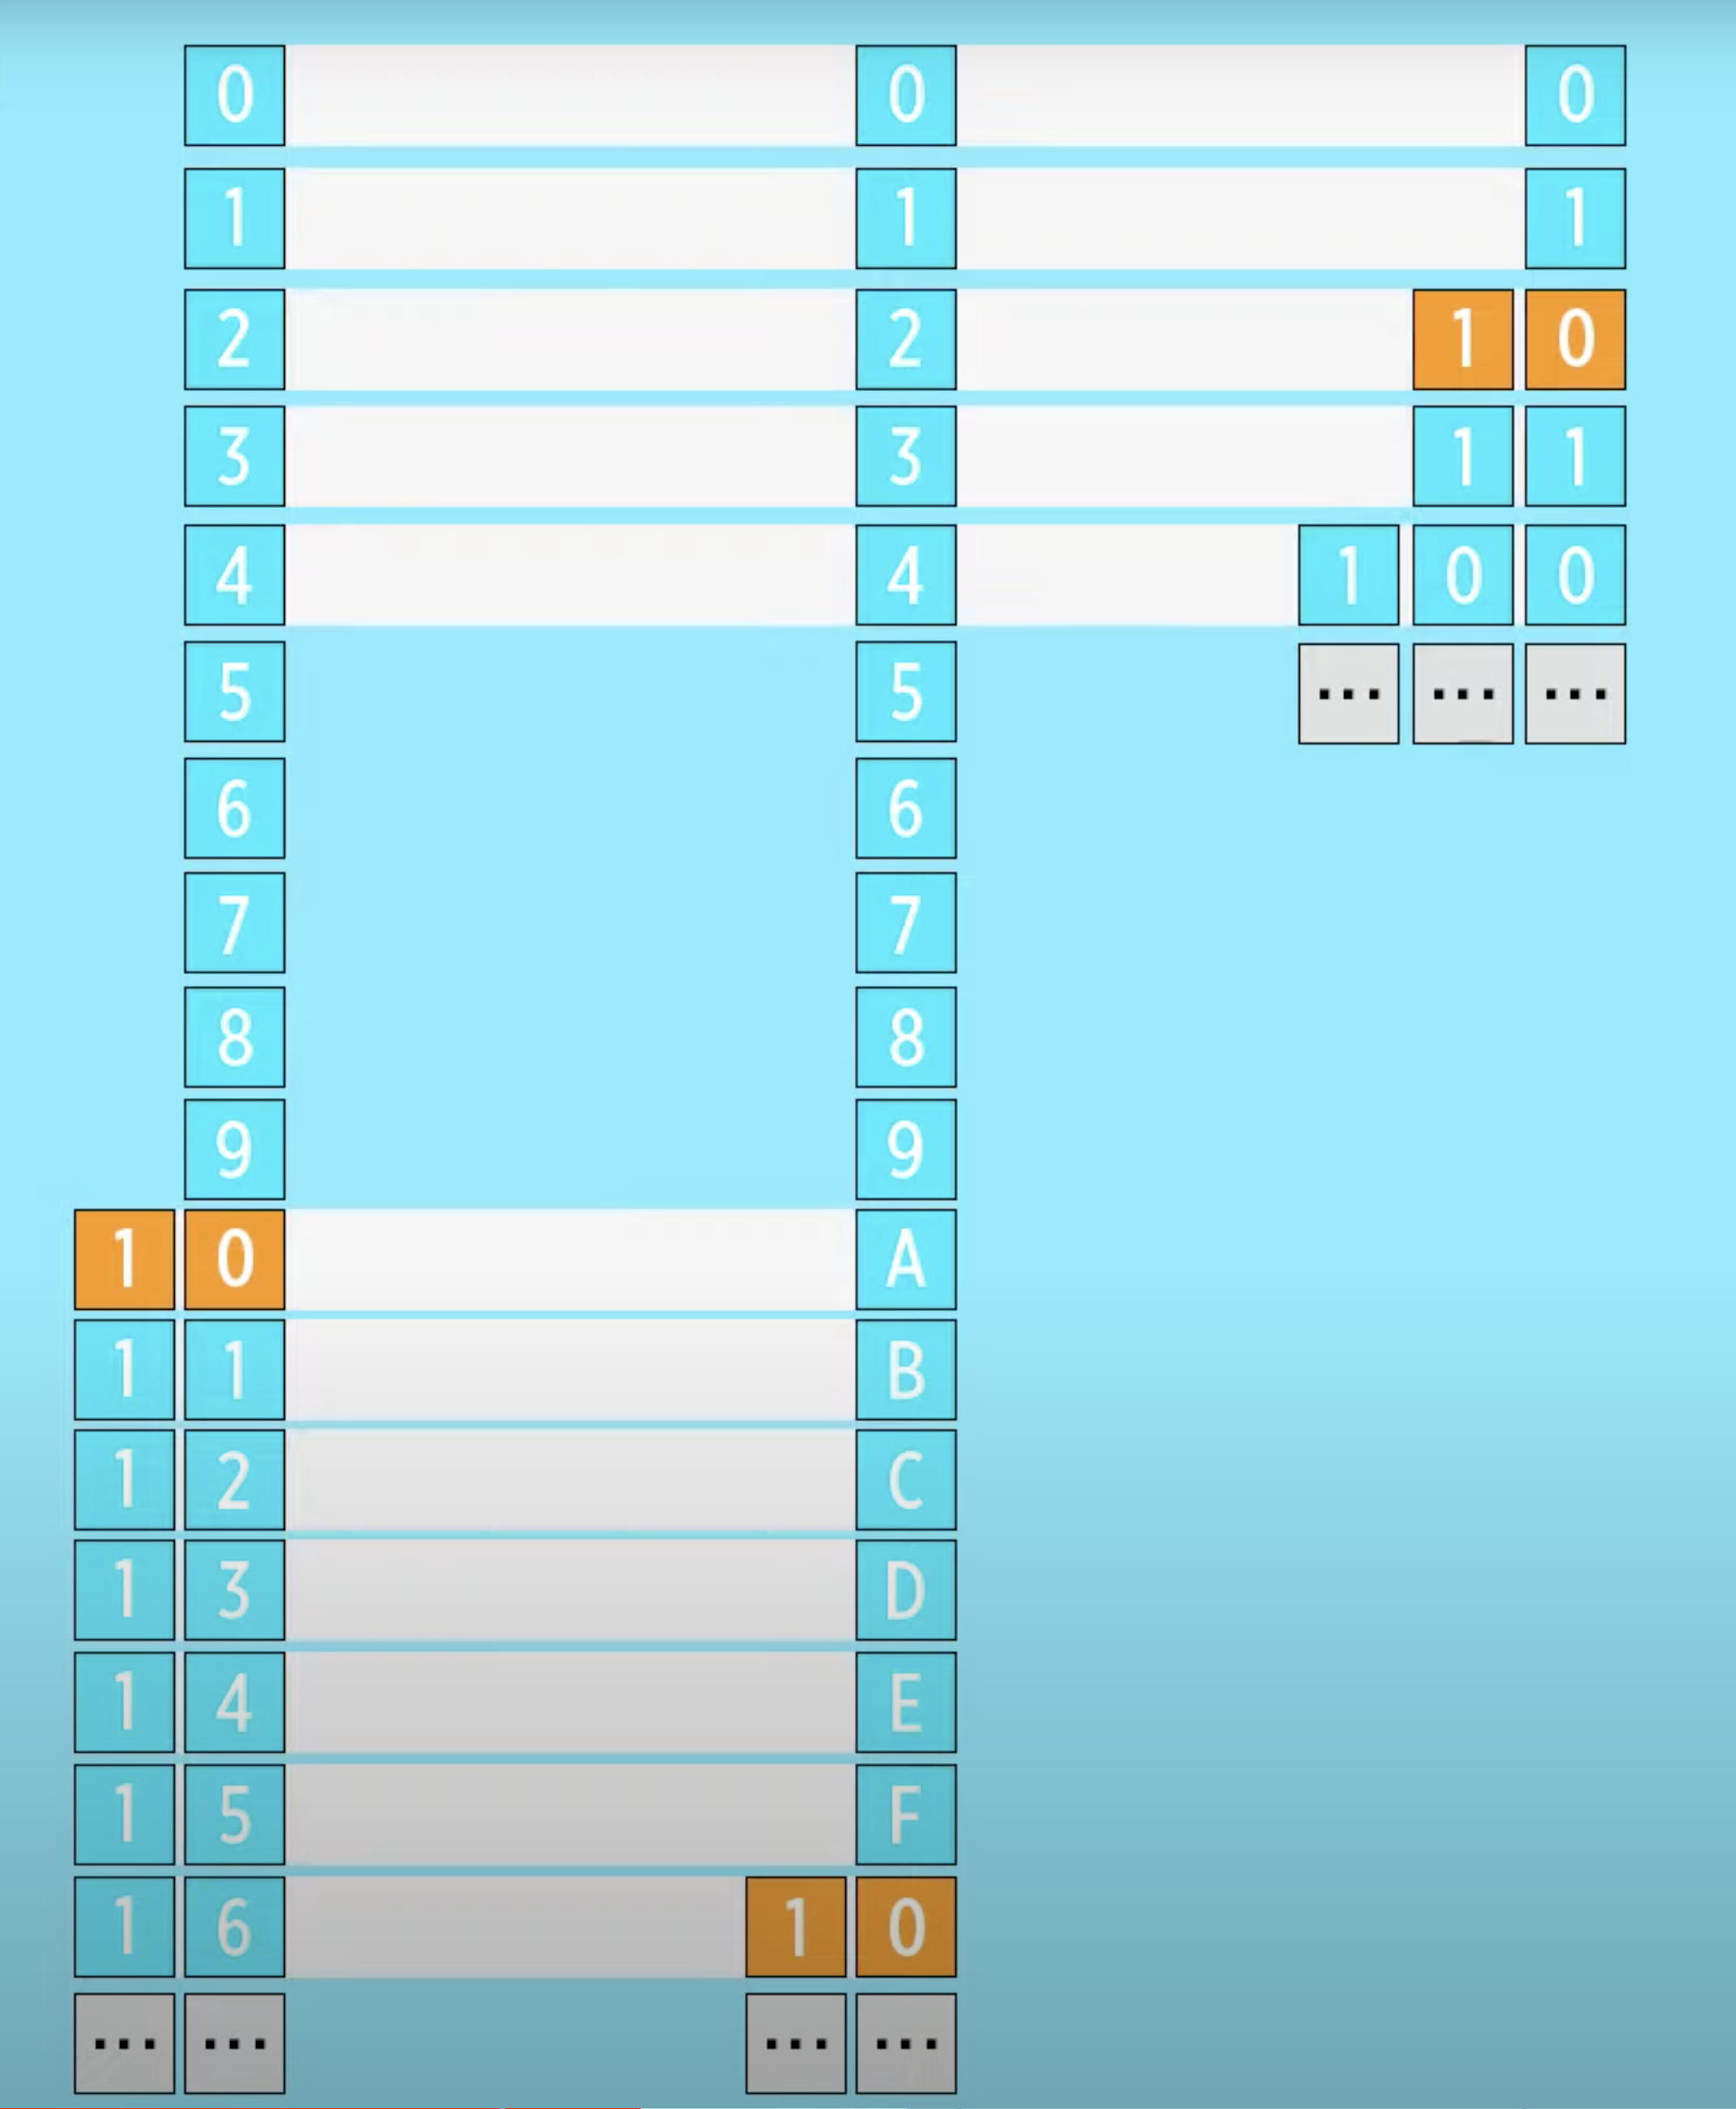 0 0 0
1 1 1
2 2 1 0
3 3 1 1
4 4 1 0 0
5 5 ... ... ...
6 6
7 7
8 8
9 9
1 0 A
1 1 B
1 2 C
1 3 D
1 4 E
1 5 F
1 6 1 0
... ... ... ...